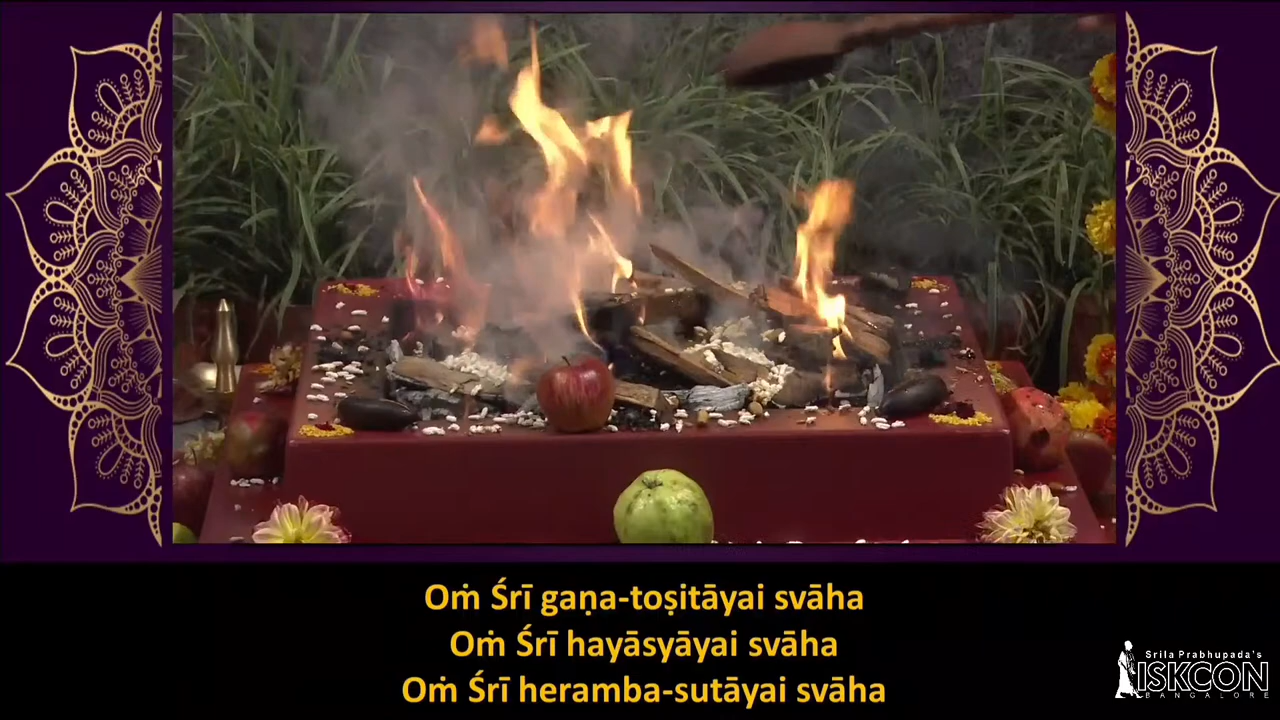 Oṁ Śrī gaṇa-toṣitāyai svāha
Oṁ Śrī hayāsyāyai svāha
Oṁ Śrī heramba-sutāyai svāha
Srila Prabhupada's
ISKCON
BANGALORE